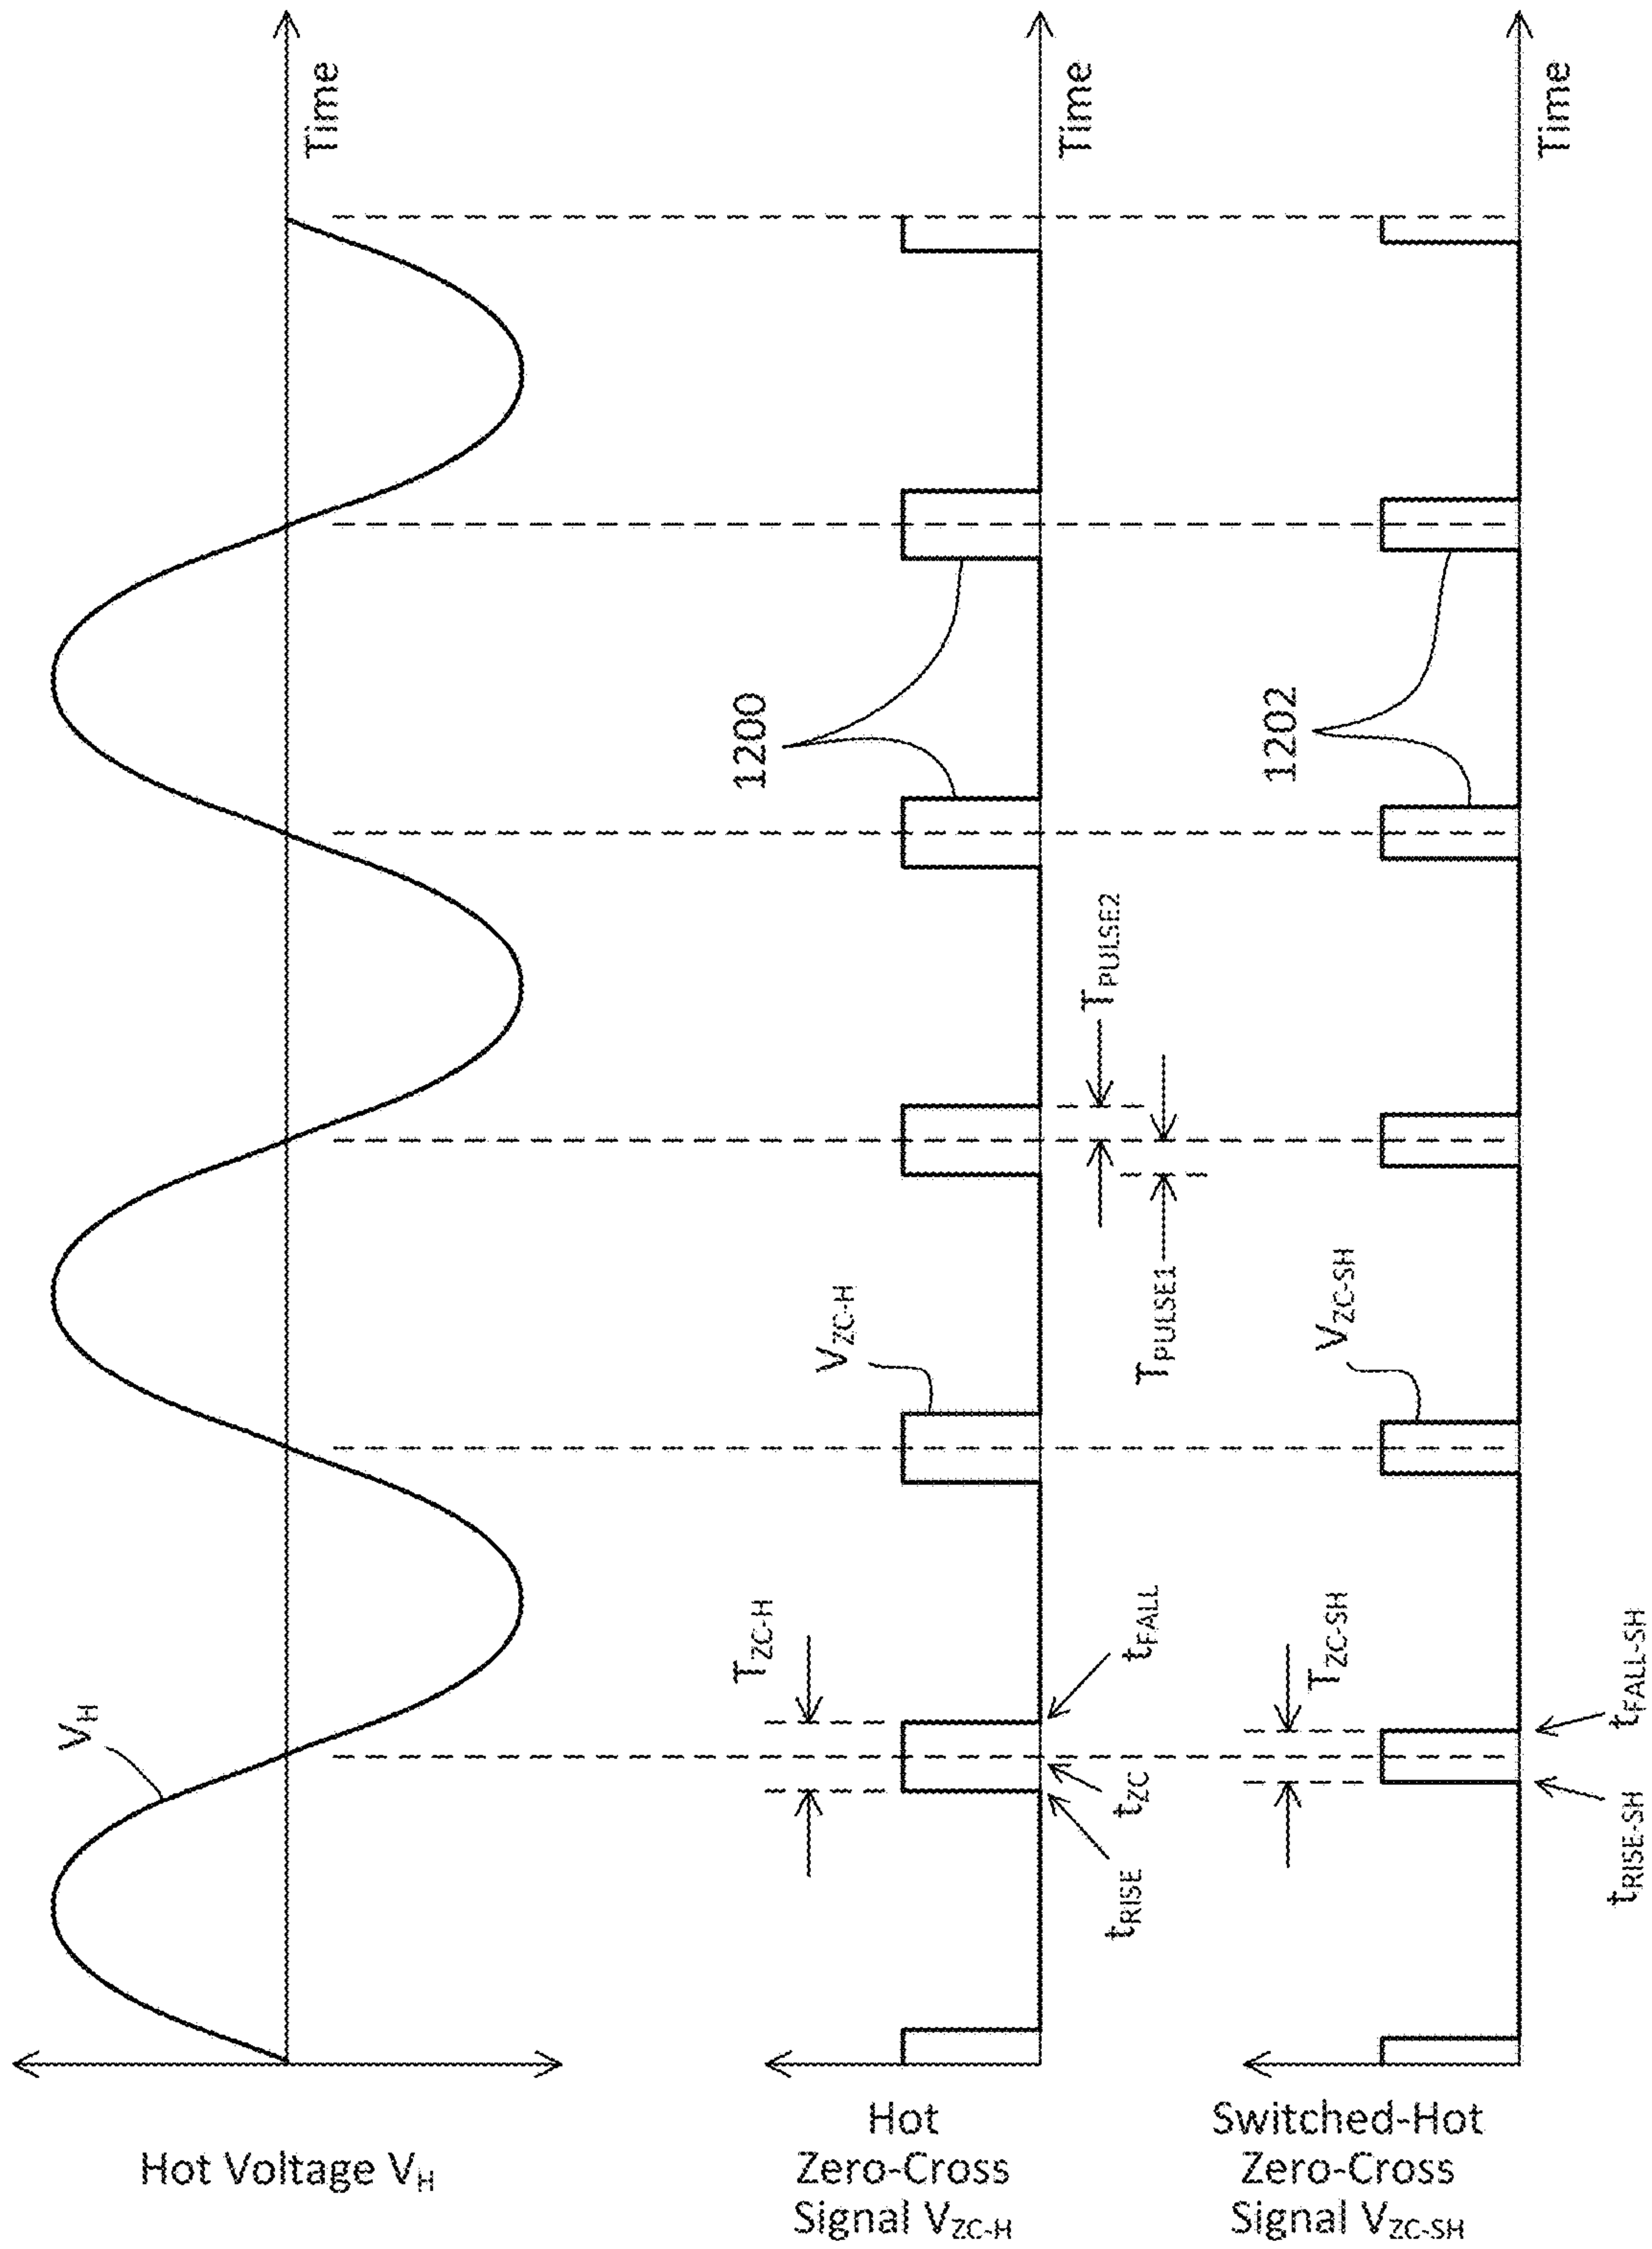 Hot Voltage V_H
V_H
Time
Hot
Zero-Cross
Signal V_ZC-H
T_ZC-H
t_RISE
t_ZC
t_FALL
V_ZC-H
T_PULSE1
T_PULSE2
1200
Time
Switched-Hot
Zero-Cross
Signal V_ZC-SH
T_ZC-SH
t_RISE-SH
t_FALL-SH
V_ZC-SH
1202
Time